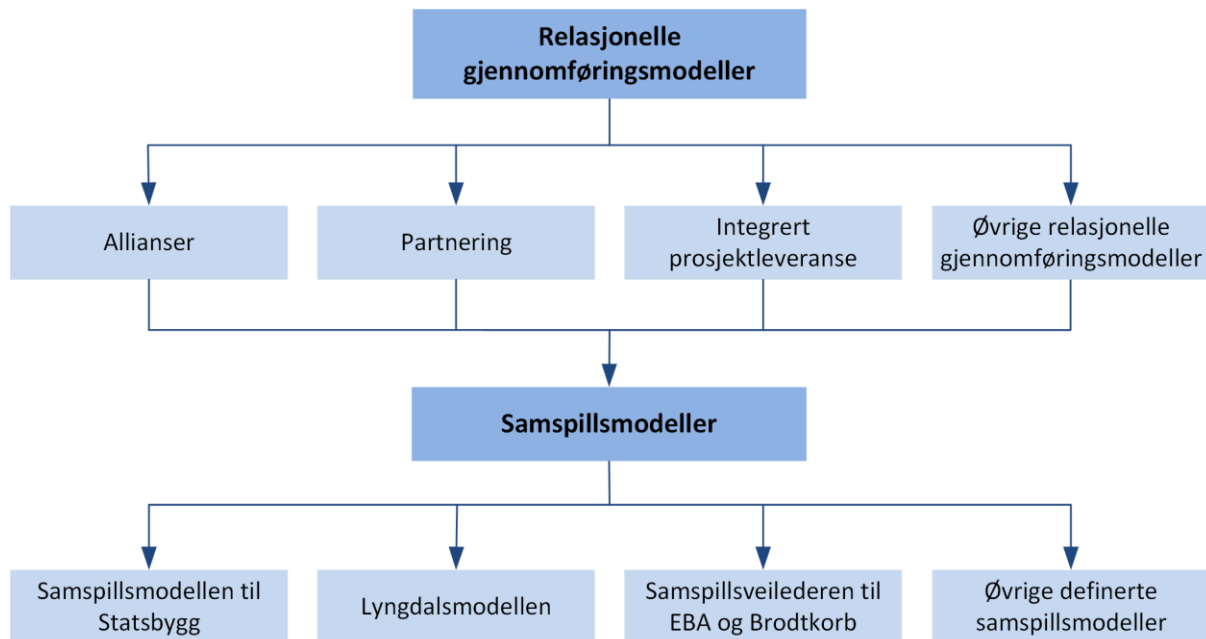 Relasjonelle
gjennomføringsmodeller
Allianser
Partnering
Integrert
prosjektleveranse
Øvrige relasjonelle
gjennomføringsmodeller
Samspillsmodeller
Samspillsmodellen til
Statsbygg
Lyngdalsmodellen
Samspillsveilederen til
EBA og Brodtkorb
Øvrige definerte
samspillsmodeller